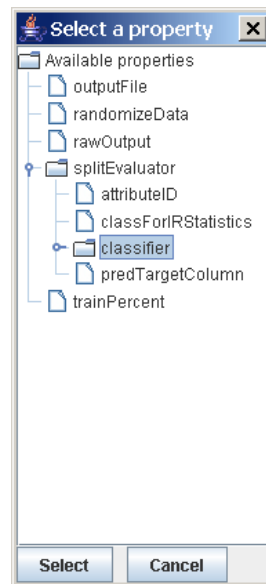 Select a property
Available properties
outputFile
randomizeData
rawOutput
splitEvaluator
attributeID
classForIRStatistics
classifier
predTargetColumn
trainPercent
Select Cancel